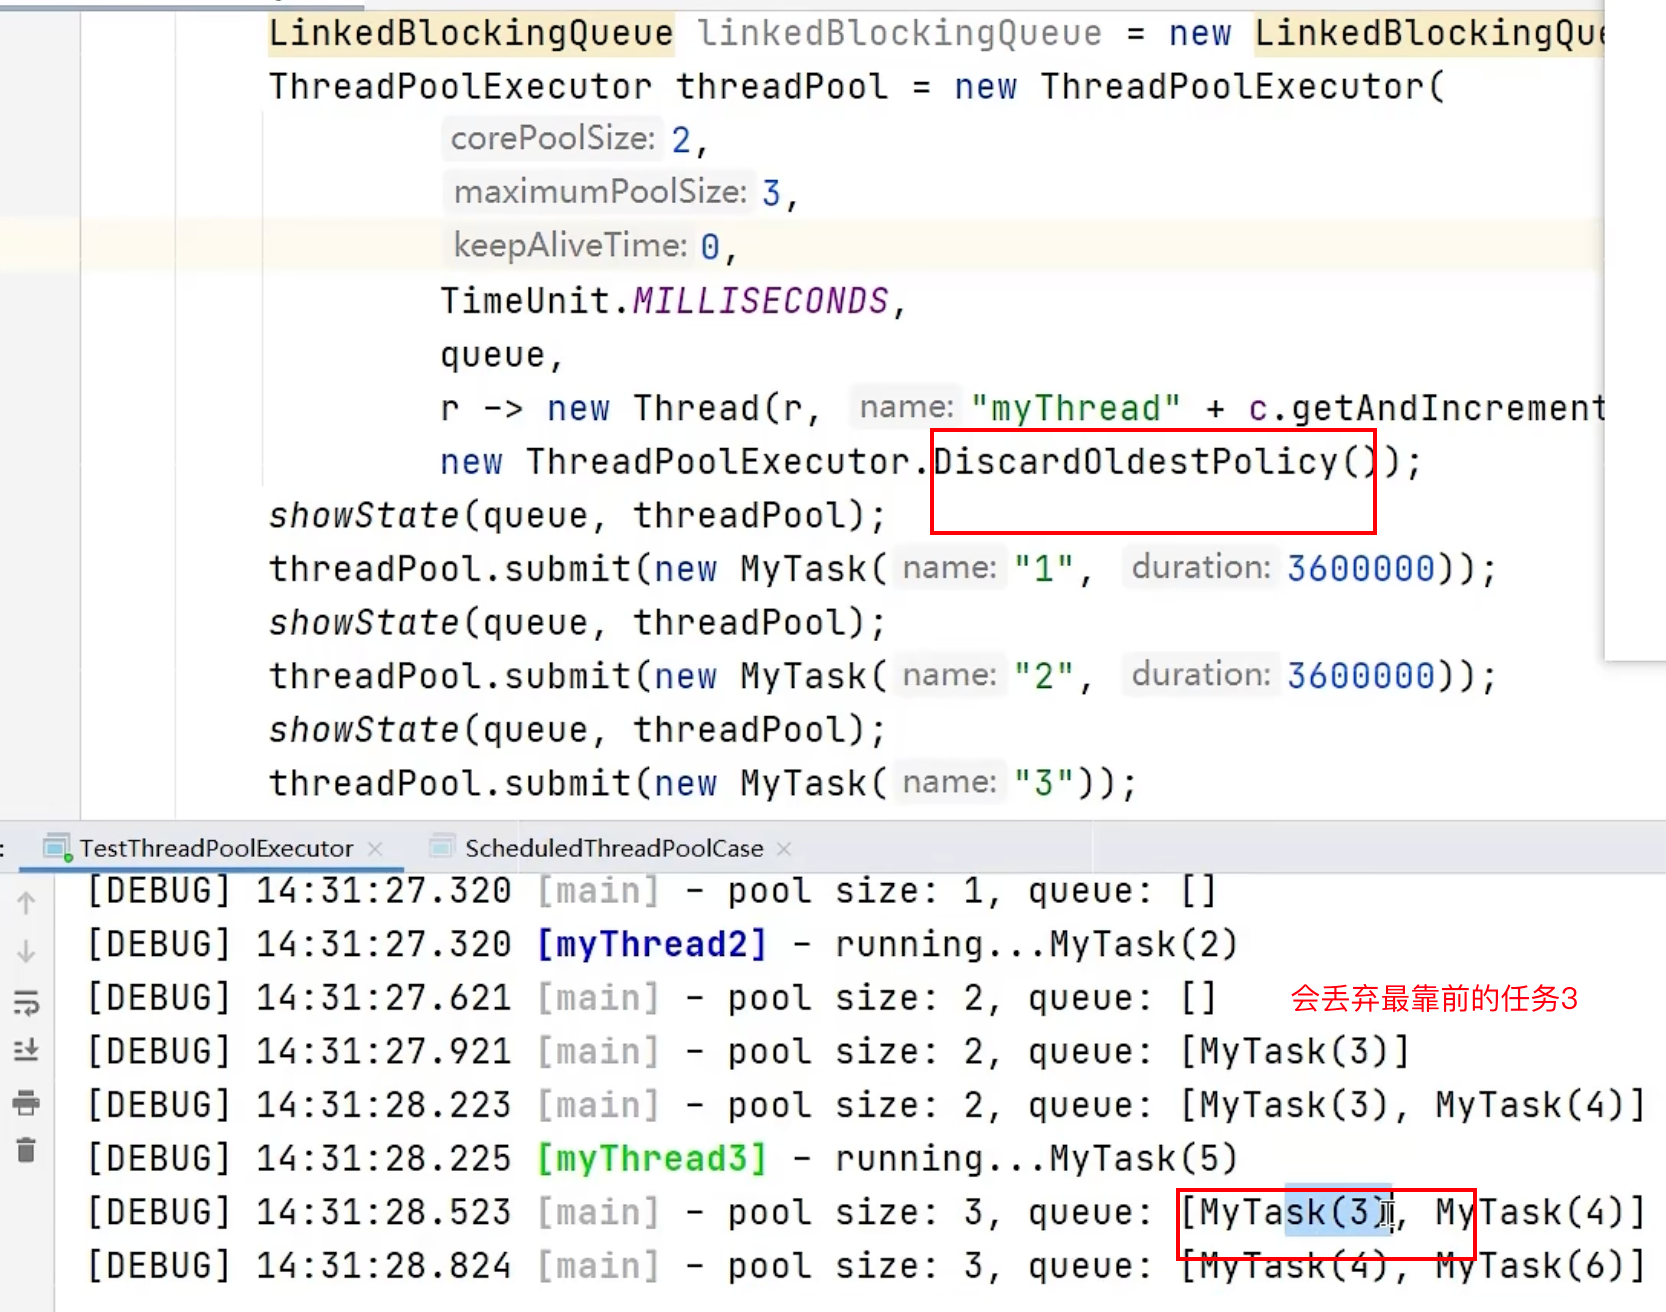 LinkedBlockingQueue linkedBlockingQueue = new LinkedBlockingQue
ThreadPoolExecutor threadPool = new ThreadPoolExecutor(
corePoolSize: 2,
maximumPoolSize: 3,
keepAliveTime: 0,
TimeUnit.MILLISECONDS,
queue,
r -> new Thread(r, name: "myThread" + c.getAndIncrement
new ThreadPoolExecutor.DiscardOldestPolicy());
showState(queue, threadPool);
threadPool.submit(new MyTask( name: "1", duration: 3600000));
showState(queue, threadPool);
threadPool.submit(new MyTask( name: "2", duration: 3600000));
showState(queue, threadPool);
threadPool.submit(new MyTask( name: "3"));
: TestThreadPoolExecutor × ScheduledThreadPoolCase ×
[DEBUG] 14:31:27.320 [main] - pool size: 1, queue: []
[DEBUG] 14:31:27.320 [myThread2] - running...MyTask(2)
[DEBUG] 14:31:27.621 [main] - pool size: 2, queue: []
会丢弃最靠前的任务3
[DEBUG] 14:31:27.921 [main] - pool size: 2, queue: [MyTask(3)]
[DEBUG] 14:31:28.223 [main] - pool size: 2, queue: [MyTask(3), MyTask(4)]
[DEBUG] 14:31:28.225 [myThread3] - running...MyTask(5)
[DEBUG] 14:31:28.523 [main] - pool size: 3, queue: [MyTask(3), MyTask(4)]
[DEBUG] 14:31:28.824 [main] - pool size: 3, queue: [MyTask(4), MyTask(6)]